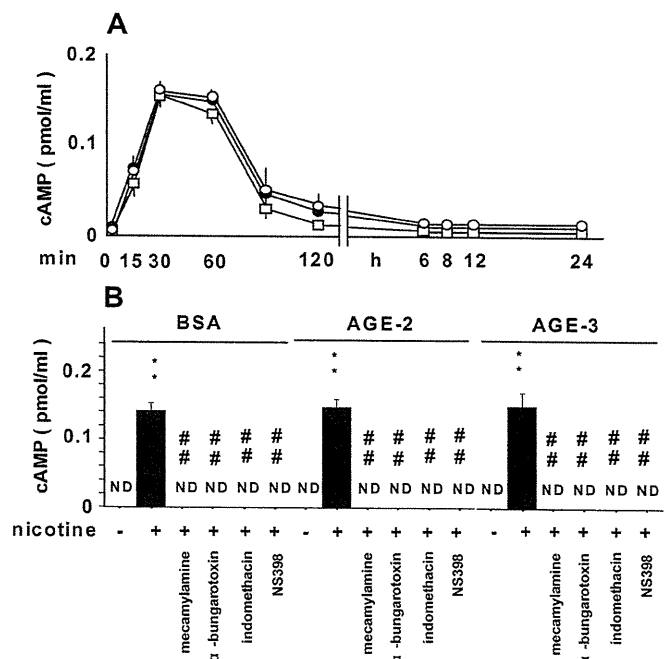 A
0.2
0.1
0
cAMP ( pmol/ml )
min 0 15 30 60 120 h 6 8 12 24
B
BSA AGE-2 AGE-3
cAMP ( pmol/ml )
0.2
* * *
* * *
0.1
# # # # # # # # # # # #
# # # # # # # # # # # #
ND ND ND ND ND ND ND ND ND ND ND ND ND ND ND
0
nicotine - + + + + + - + + + + + - + + + + +
mecamylamine
α -bungarotoxin
indomethacin
NS398
mecamylamine
α -bungarotoxin
indomethacin
NS398
mecamylamine
α -bungarotoxin
indomethacin
NS398